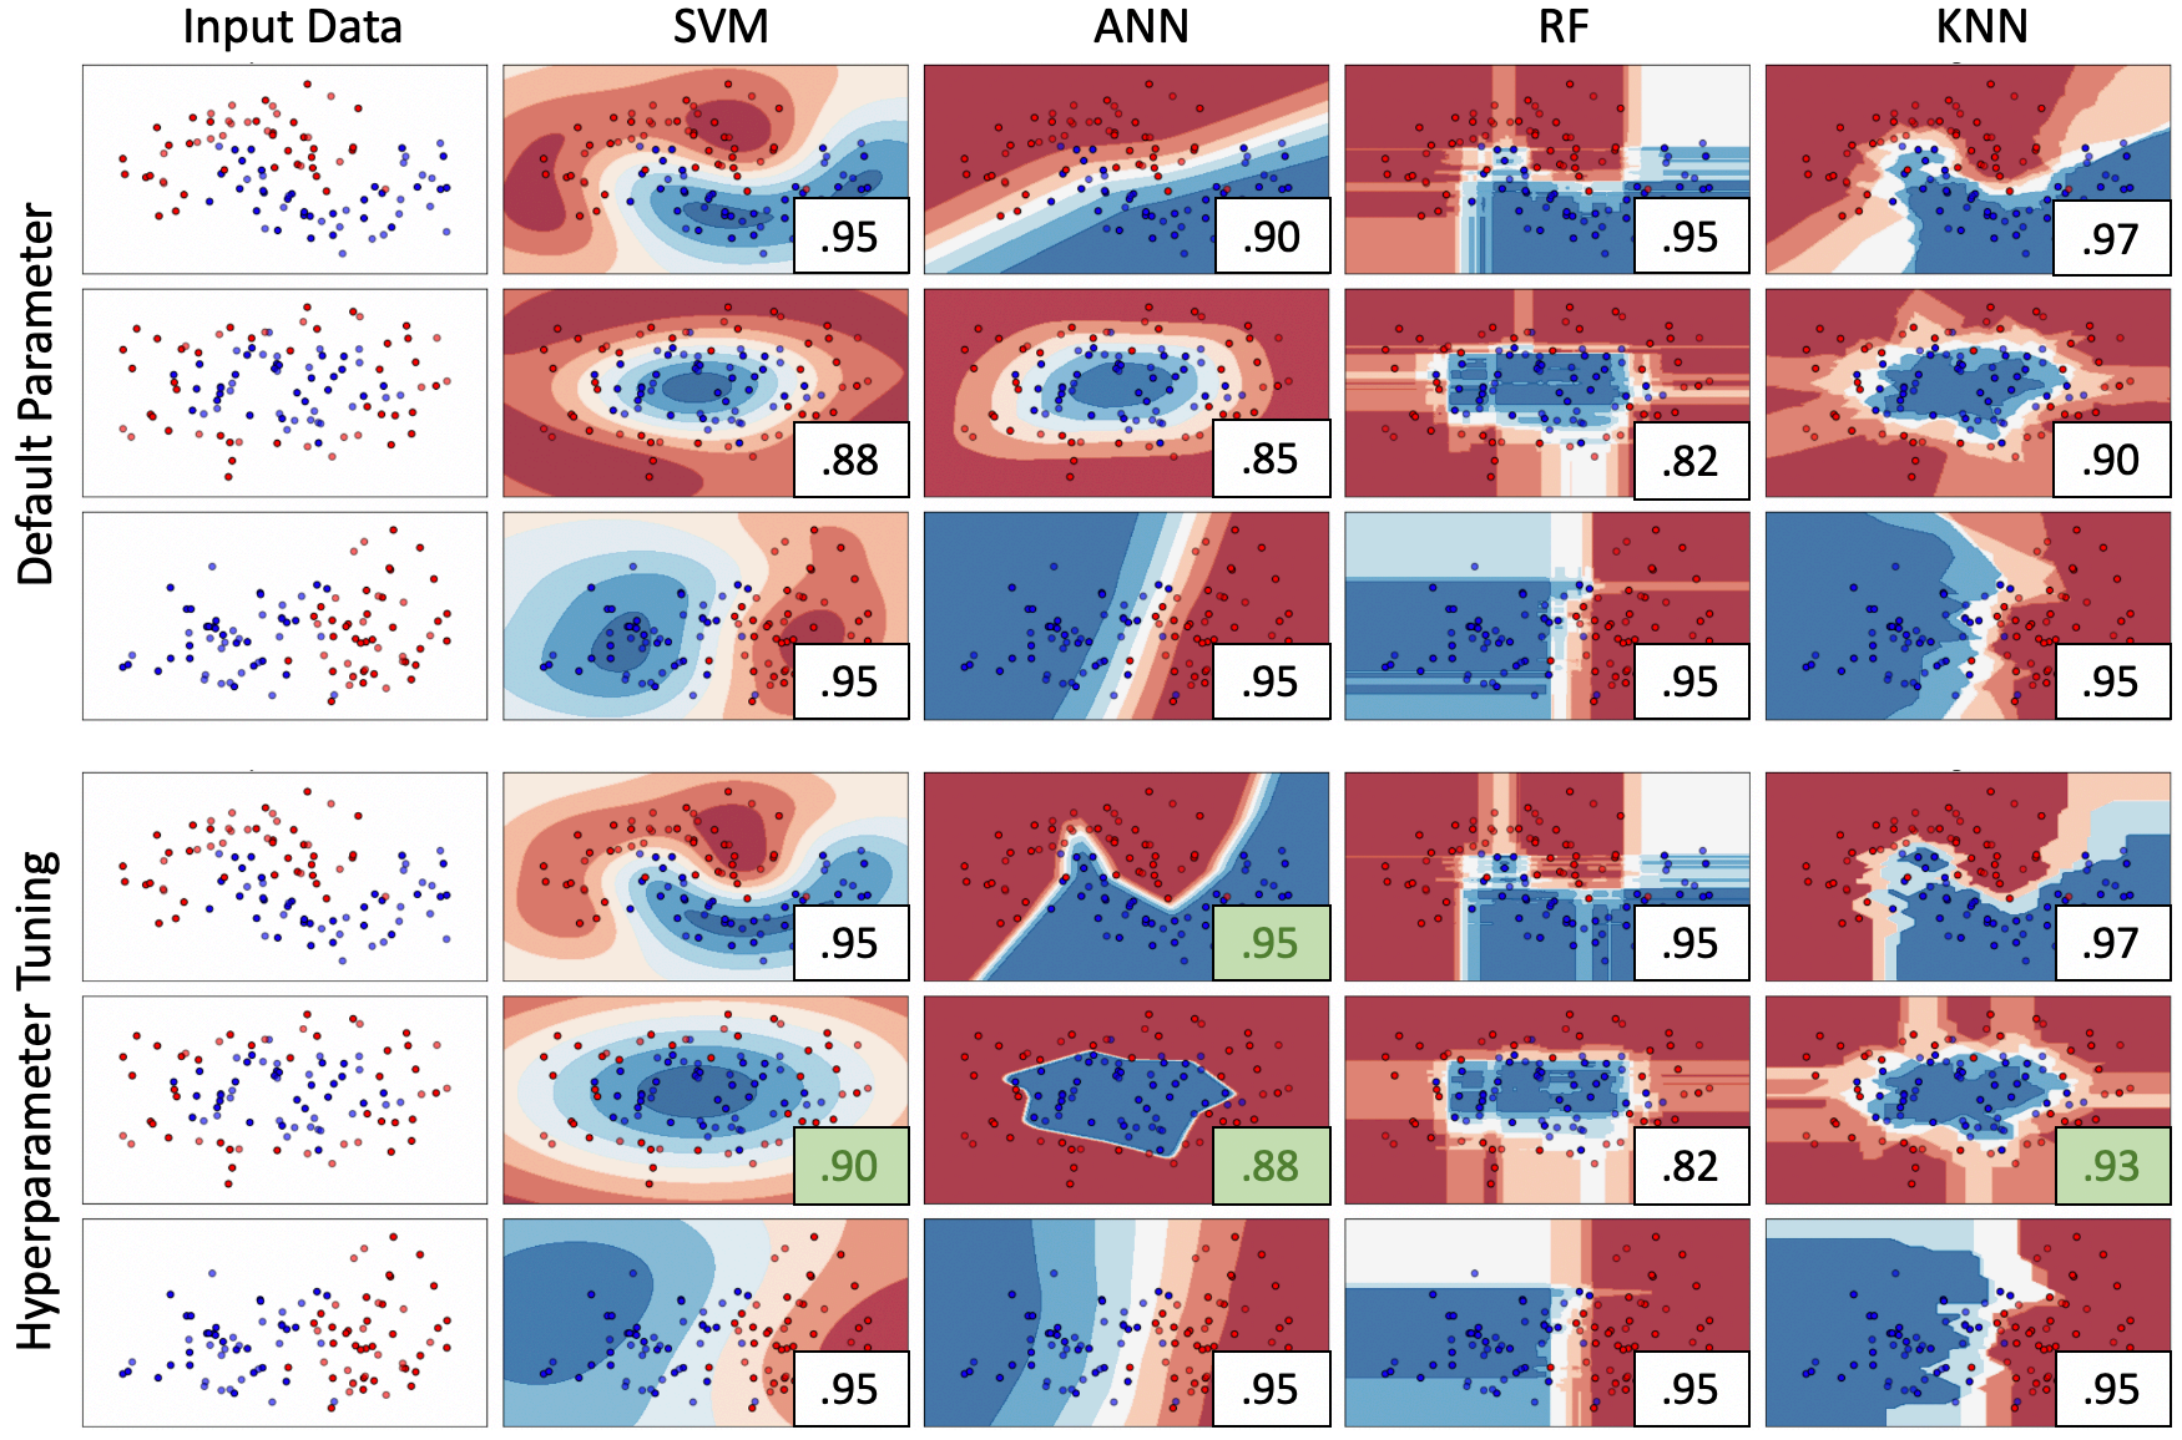 Input Data SVM ANN RF KNN
Default Parameter
.95 .90 .95 .97
.88 .85 .82 .90
.95 .95 .95 .95
Hyperparameter Tuning
.95 .95 .95 .97
.90 .88 .82 .93
.95 .95 .95 .95